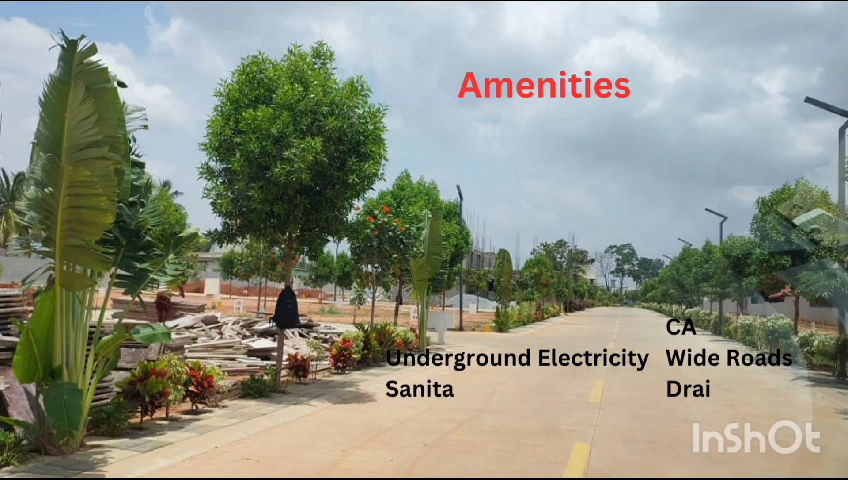 Amenities
CA
Underground Electricity
Wide Roads
Sanita
Drai
InShOt